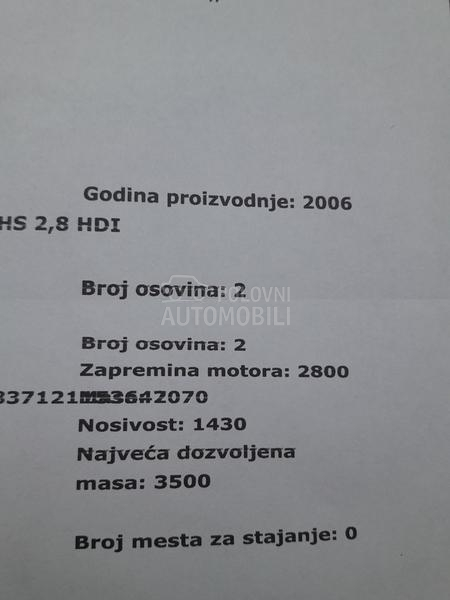 Godina proizvodnje: 2006
HS 2,8 HDI
Broj osovina: 2
POLOVNI
AUTOMOBILI
Broj osovina: 2
Zapremina motora: 2800
2070
Nosivost: 1430
Najveća dozvoljena
masa: 3500
Broj mesta za stajanje: 0